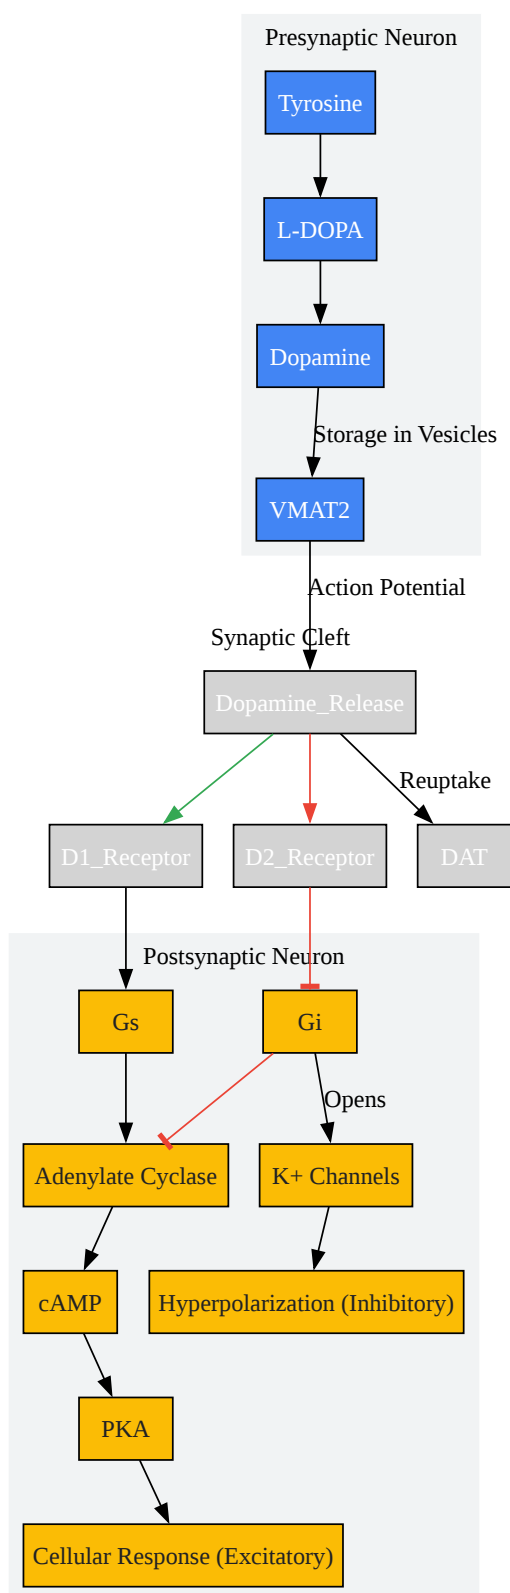 Presynaptic Neuron
Tyrosine
L-DOPA
Dopamine
Storage in Vesicles
VMAT2
Action Potential
Synaptic Cleft
Dopamine_Release
Reuptake
D1_Receptor
D2_Receptor
DAT
Postsynaptic Neuron
Gs
Gi
Opens
Adenylate Cyclase
K+ Channels
cAMP
Hyperpolarization (Inhibitory)
PKA
Cellular Response (Excitatory)